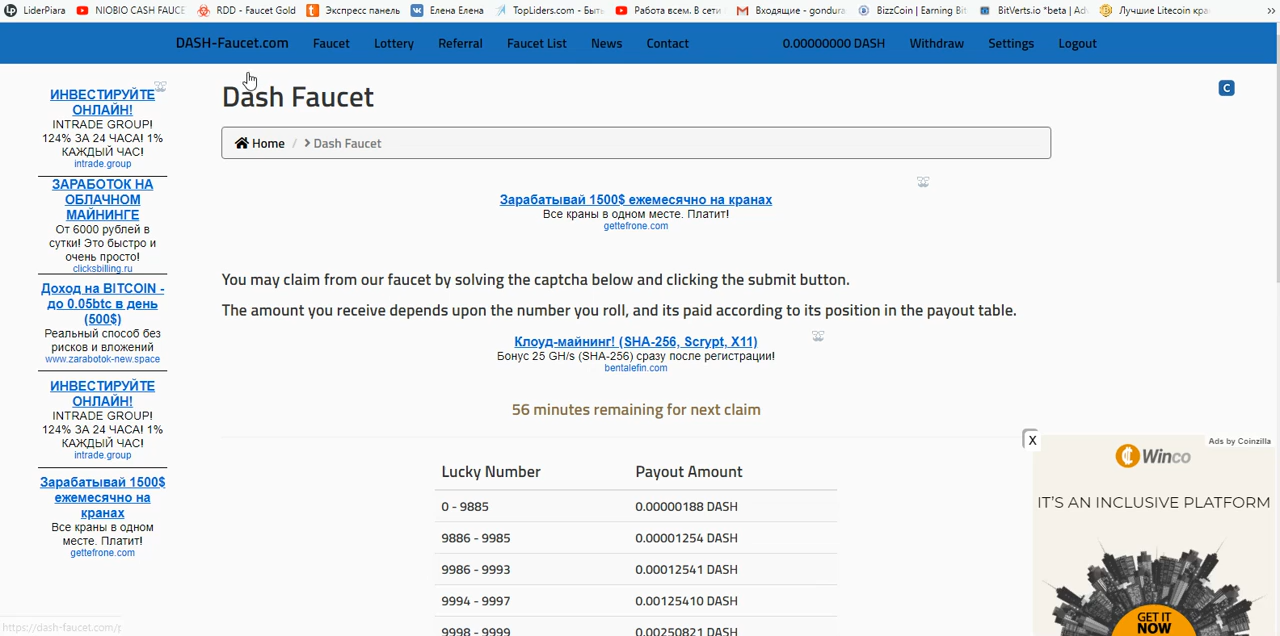 LiderPiara
NIOBIO CASH FAUCE
RDD - Faucet Gold
Экспресс панель
Елена Елена
TopLiders.com - Быть
Работа всем. В сети
Входящие - gondura
BizzCoin | Earning Bit
BitVerts.io *beta | Ad
Лучшие Litecoin кра
»
DASH-Faucet.com
Faucet
Lottery
Referral
Faucet List
News
Contact
0.00000000 DASH
Withdraw
Settings
Logout
Dash Faucet
C
Home / > Dash Faucet
ИНВЕСТИРУЙТЕ
ОНЛАЙН!
INTRADE GROUP!
124% ЗА 24 ЧАСА! 1%
КАЖДЫЙ ЧАС!
intrade.group
ЗАРАБОТОК НА
ОБЛАЧНОМ
МАЙНИНГЕ
От 6000 рублей в
сутки! Это быстро и
очень просто!
clicksbilling.ru
Доход на BITCOIN -
до 0.05btc в день
(500$)
Реальный способ без
рисков и вложений
www.zarabotok-new.space
ИНВЕСТИРУЙТЕ
ОНЛАЙН!
INTRADE GROUP!
124% ЗА 24 ЧАСА! 1%
КАЖДЫЙ ЧАС!
intrade.group
Зарабатывай 1500$
ежемесячно на
кранах
Все краны в одном
месте. Платит!
gettefrone.com
Зарабатывай 1500$ ежемесячно на кранах
Все краны в одном месте. Платит!
gettefrone.com
You may claim from our faucet by solving the captcha below and clicking the submit button.
The amount you receive depends upon the number you roll, and its paid according to its position in the payout table.
Клоуд-майнинг! (SHA-256, Scrypt, X11)
Бонус 25 GH/s (SHA-256) сразу после регистрации!
bentalefin.com
56 minutes remaining for next claim
Lucky Number Payout Amount
0 - 9885 0.00000188 DASH
9886 - 9985 0.00001254 DASH
9986 - 9993 0.00012541 DASH
9994 - 9997 0.00125410 DASH
9998 - 9999 0.00250821 DASH
X
Ads by Coinzilla
Winco
IT'S AN INCLUSIVE PLATFORM
GET IT
NOW
https://dash-faucet.com/